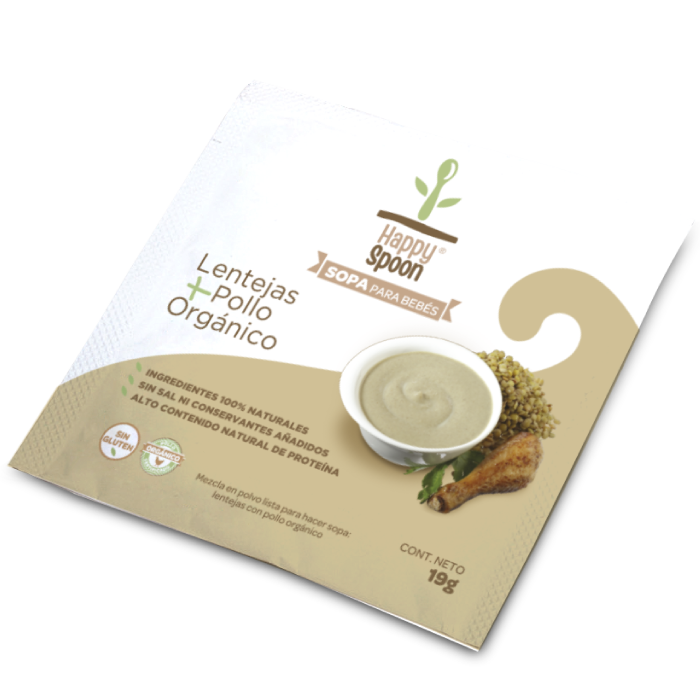 Happy®
Spoon
SOPA PARA BEBÉS
Lentejas
+Pollo
Orgánico
INGREDIENTES 100% NATURALES
SIN SAL NI CONSERVANTES AÑADIDOS
ALTO CONTENIDO NATURAL DE PROTEÍNA
SIN
GLUTEN
ORGÁNICO
Mezcla en polvo lista para hacer sopa:
lentejas con pollo orgánico
CONT. NETO
19g